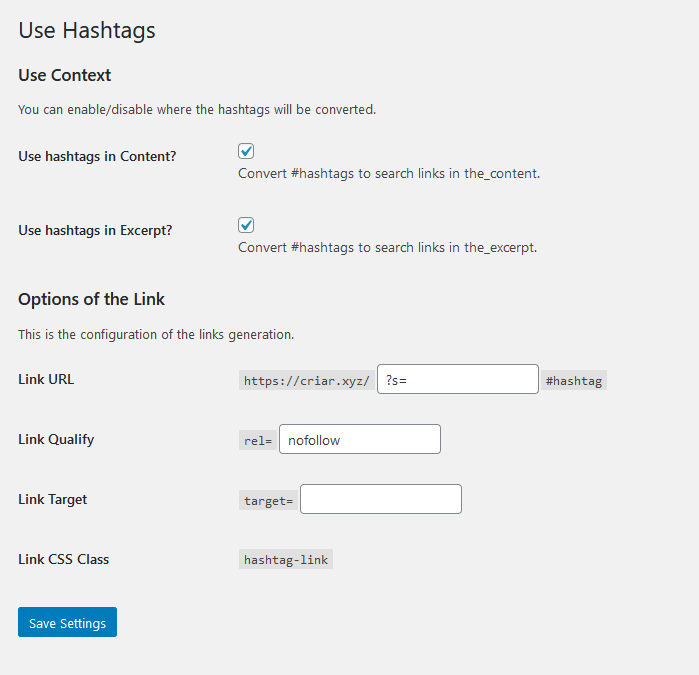 Use Hashtags
Use Context
You can enable/disable where the hashtags will be converted.
Use hashtags in Content?
Convert #hashtags to search links in the_content.
Use hashtags in Excerpt?
Convert #hashtags to search links in the_excerpt.
Options of the Link
This is the configuration of the links generation.
Link URL https://criar.xyz/ ?s= #hashtag
Link Qualify rel= nofollow
Link Target target=
Link CSS Class hashtag-link
Save Settings